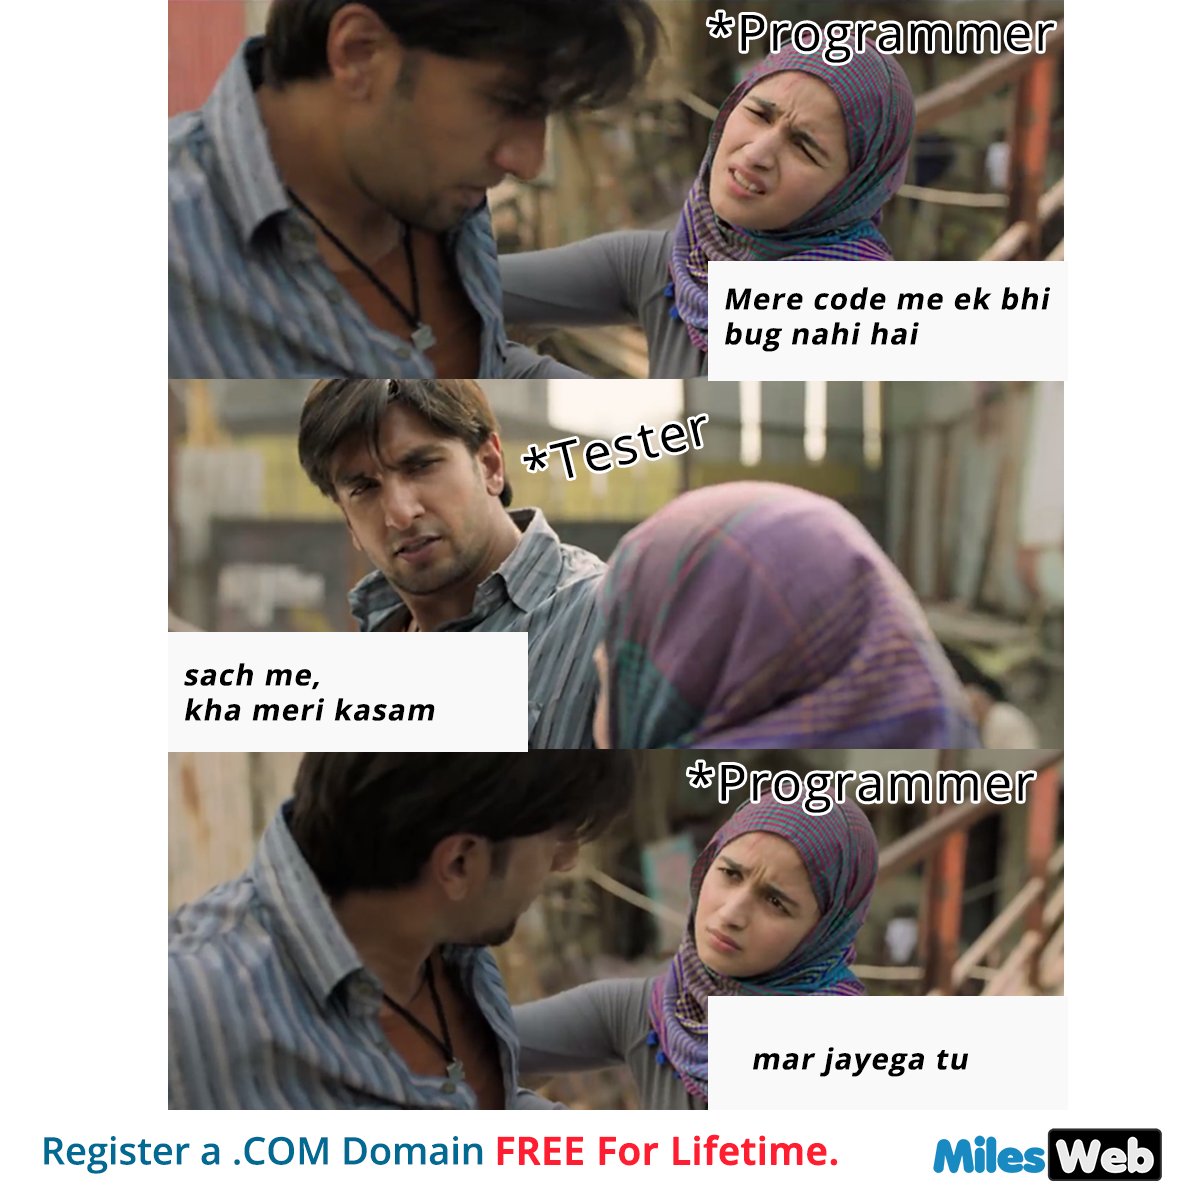 *Programmer
Mere code me ek bhi
bug nahi hai
*Tester
sach me,
kha meri kasam
*Programmer
mar jayega tu
Register a .COM Domain FREE For Lifetime.
MilesWeb